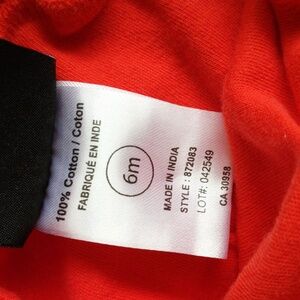 100% Cotton / Coton
FABRIQUÉ EN INDE
6m
MADE IN INDIA
STYLE : 872083
LOT#: 042549
CA 30958